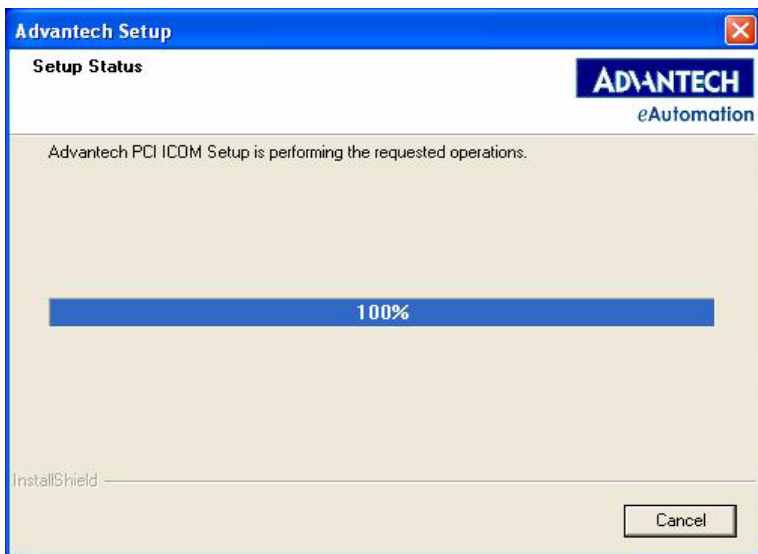 Advantech Setup
Setup Status
ADVANTECH
eAutomation
Advantech PCI ICOM Setup is performing the requested operations.
100%
InstallShield
Cancel